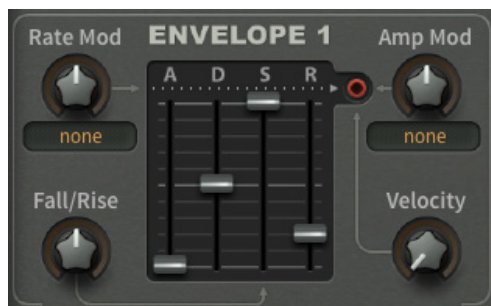 Rate Mod
ENVELOPE 1
Amp Mod
A D S R
none
none
Fall/Rise
Velocity